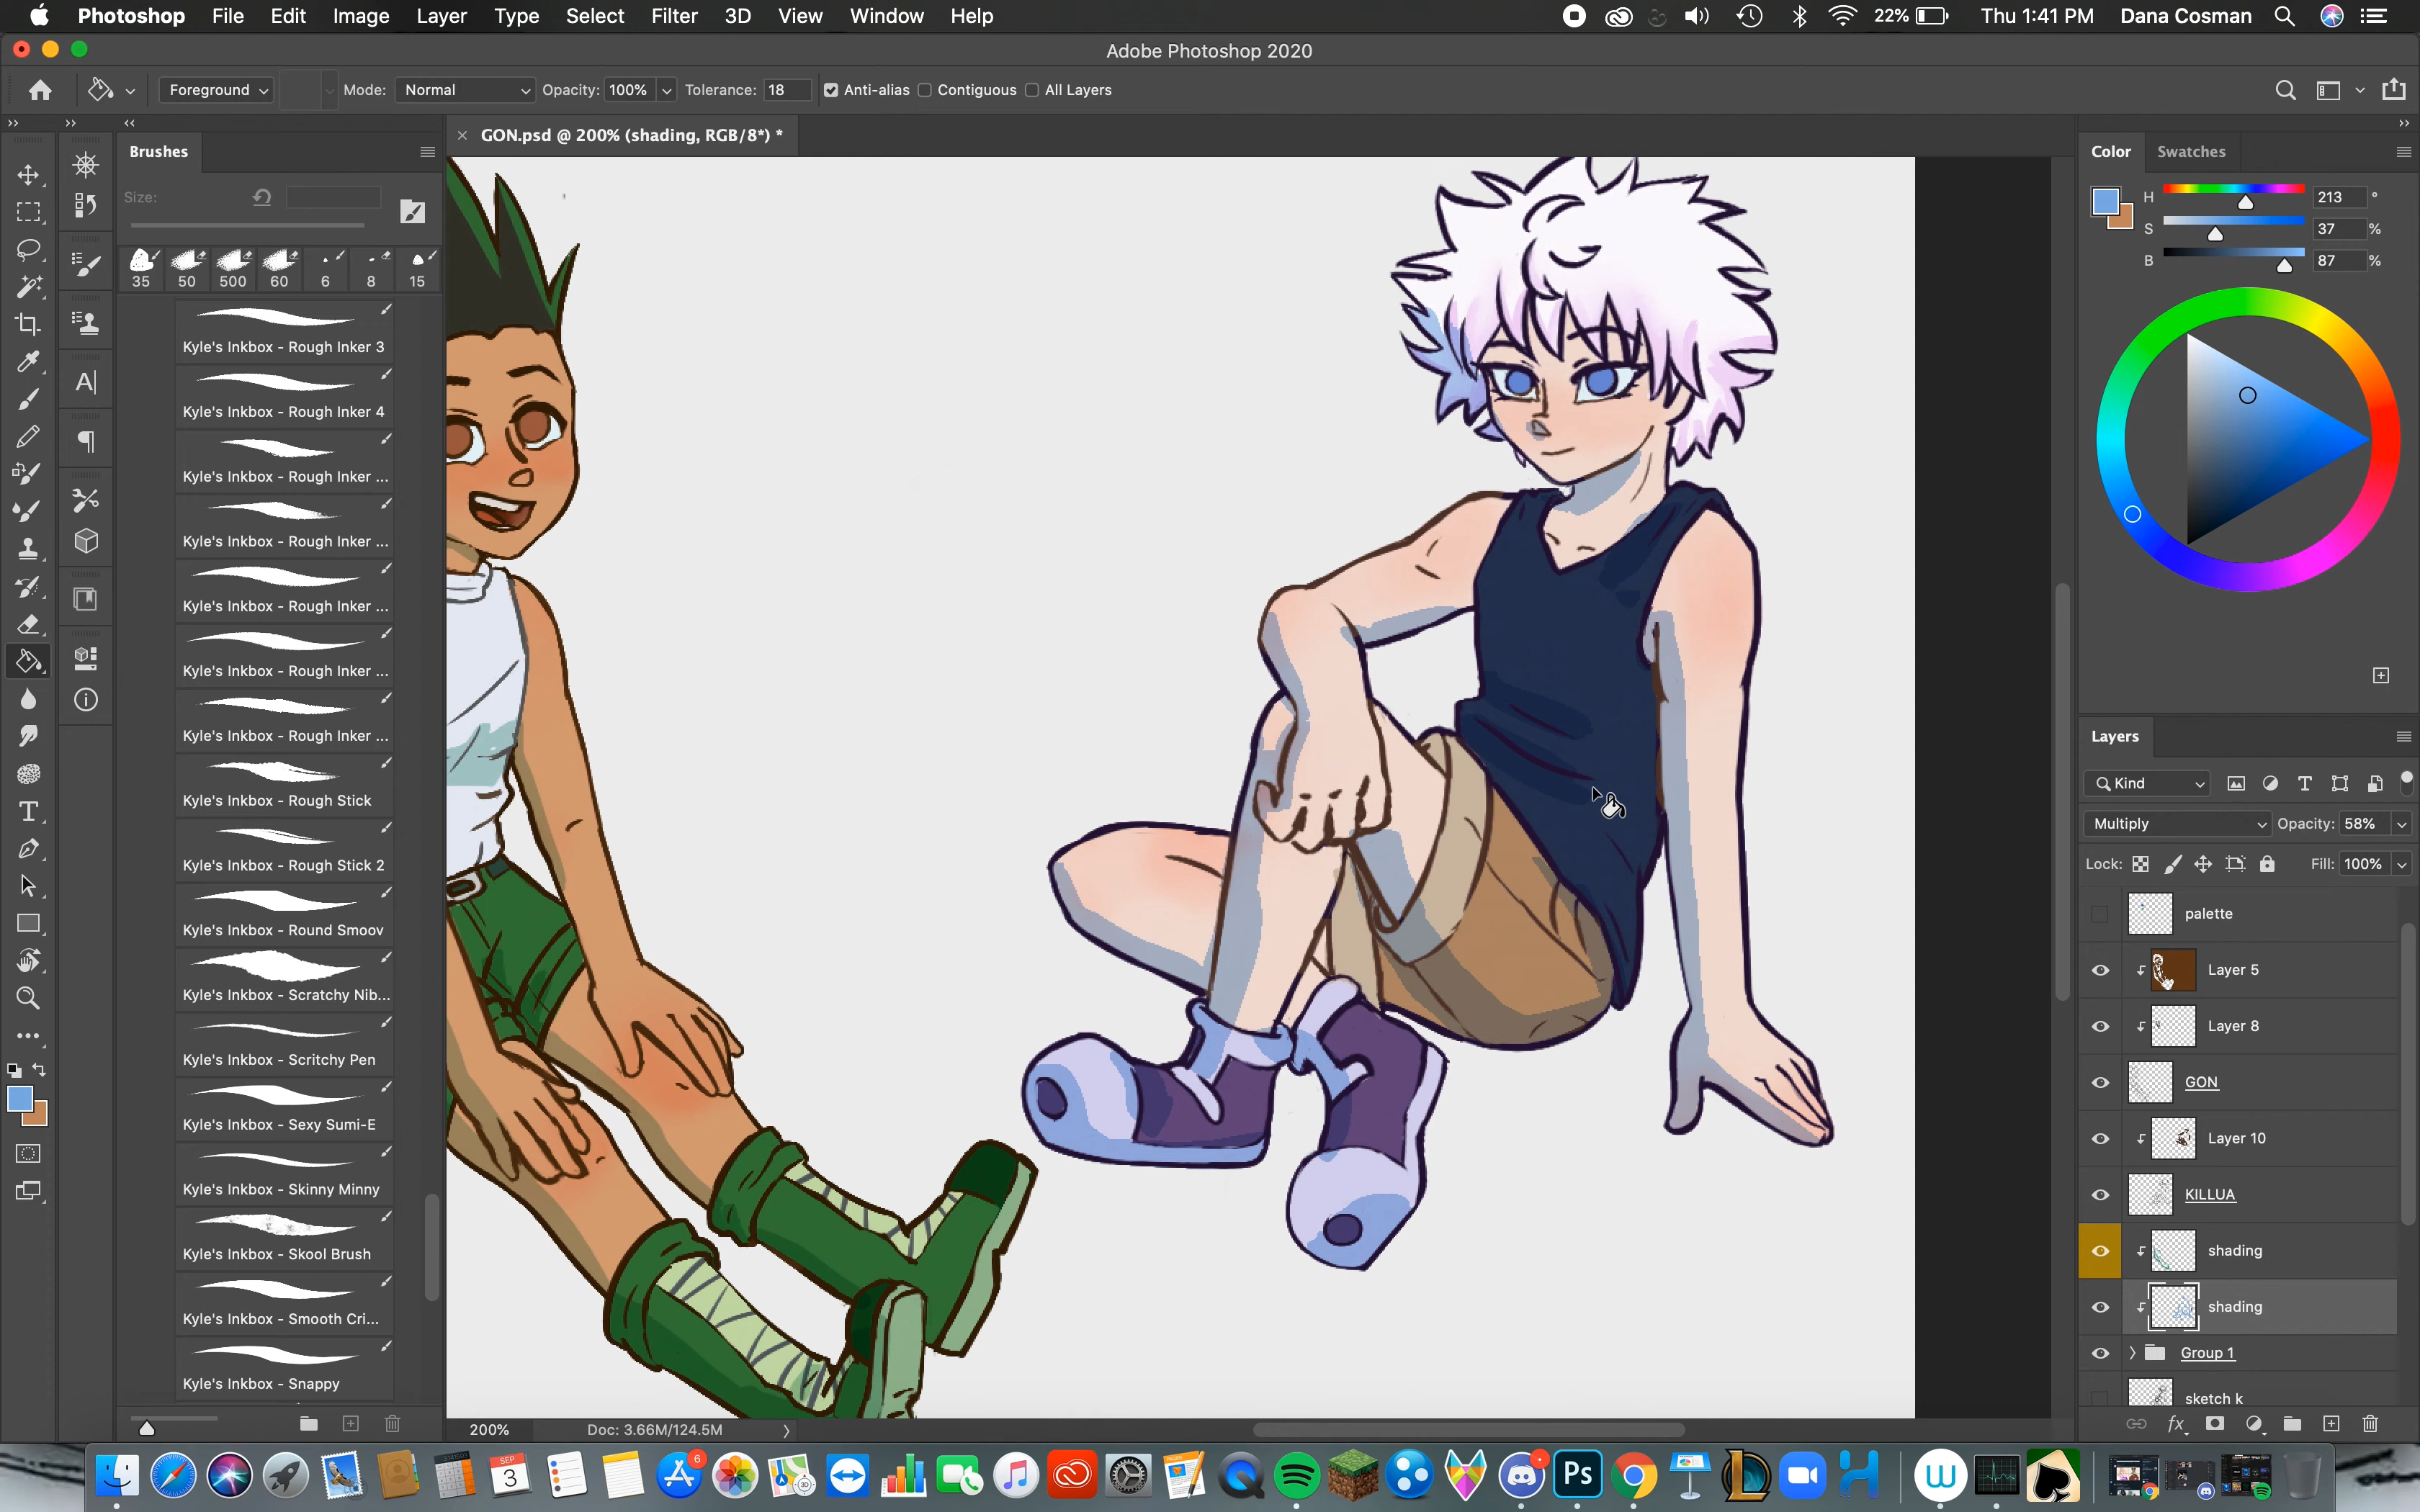 Photoshop File Edit Image Layer Type Select Filter 3D View Window Help 22% Thu 1:41 PM Dana Cosman
Adobe Photoshop 2020
Foreground Mode: Normal Opacity: 100% Tolerance: 18 Anti-alias Contiguous All Layers
Brushes
GON.psd @ 200% (shading, RGB/8*) *
Size:
35 50 500 60 6 8 15
Kyle's Inkbox - Rough Inker 3
Kyle's Inkbox - Rough Inker 4
Kyle's Inkbox - Rough Inker ...
Kyle's Inkbox - Rough Inker ...
Kyle's Inkbox - Rough Inker ...
Kyle's Inkbox - Rough Inker ...
Kyle's Inkbox - Rough Inker ...
Kyle's Inkbox - Rough Stick
Kyle's Inkbox - Rough Stick 2
Kyle's Inkbox - Round Smoov
Kyle's Inkbox - Scratchy Nib...
Kyle's Inkbox - Scritchy Pen
Kyle's Inkbox - Sexy Sumi-E
Kyle's Inkbox - Skinny Minny
Kyle's Inkbox - Skool Brush
Kyle's Inkbox - Smooth Cri...
Kyle's Inkbox - Snappy
200% Doc: 3.66M/124.5M
Color Swatches
H 213 °
S 37 %
B 87 %
Layers
Kind
Multiply Opacity: 58%
Lock: Fill: 100%
palette
Layer 5
Layer 8
GON
Layer 10
KILLUA
shading
shading
Group 1
sketch k
SEP
3
6
Ps